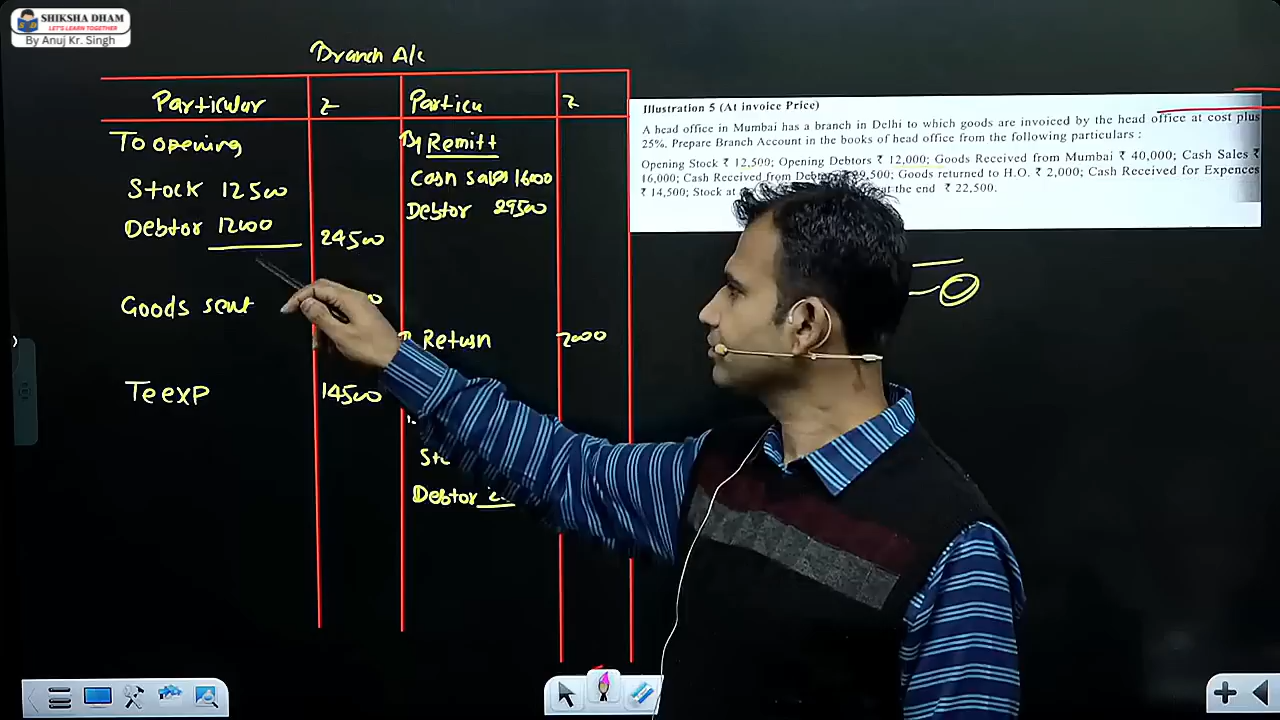 SHIKSHA DHAM
LET'S LEARN TOGETHER
By Anuj Kr. Singh
Branch A/c
Particular ₹ Particu ₹
To opening
Stock 12500
Debtor 12000 24500
Goods sent
To exp 14500
By Remitt
Cash sales 16000
Debtor 29500
Return 2000
Debtor
Illustration 5 (At invoice Price)
A head office in Mumbai has a branch in Delhi to which goods are invoiced by the head office at cost plus
25%. Prepare Branch Account in the books of head office from the following particulars :
Opening Stock ₹ 12,500; Opening Debtors ₹ 12,000; Goods Received from Mumbai ₹ 40,000; Cash Sales ₹
16,000; Cash Received from 9,500; Goods returned to H.O. ₹ 2,000; Cash Received for Expences
₹ 14,500; Stock at the end ₹ 22,500.